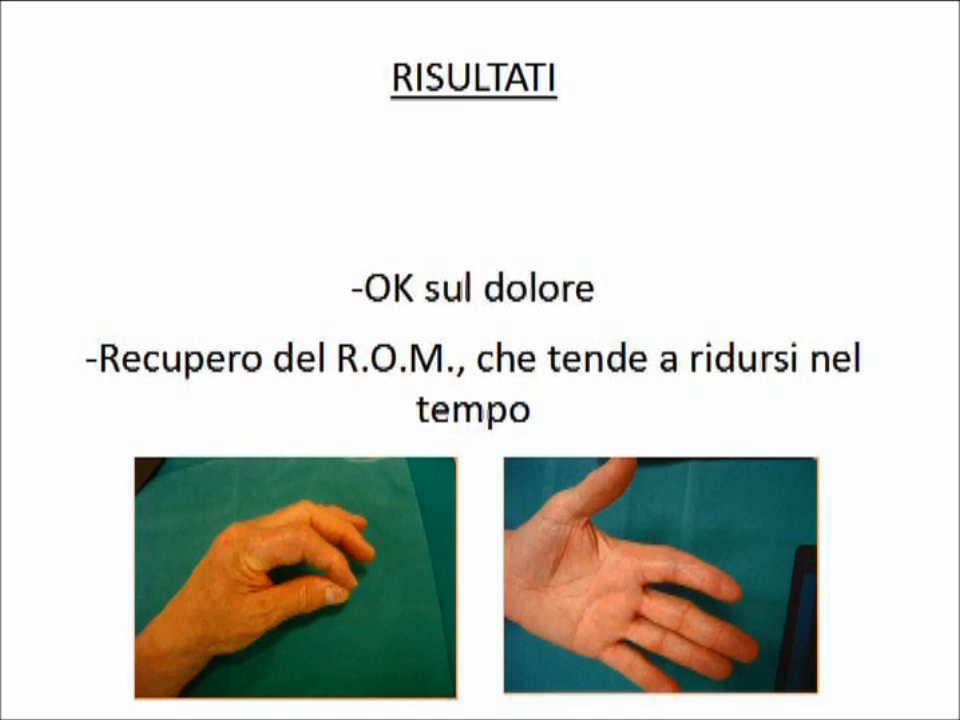 RISULTATI
-OK sul dolore
-Recupero del R.O.M., che tende a ridursi nel
tempo